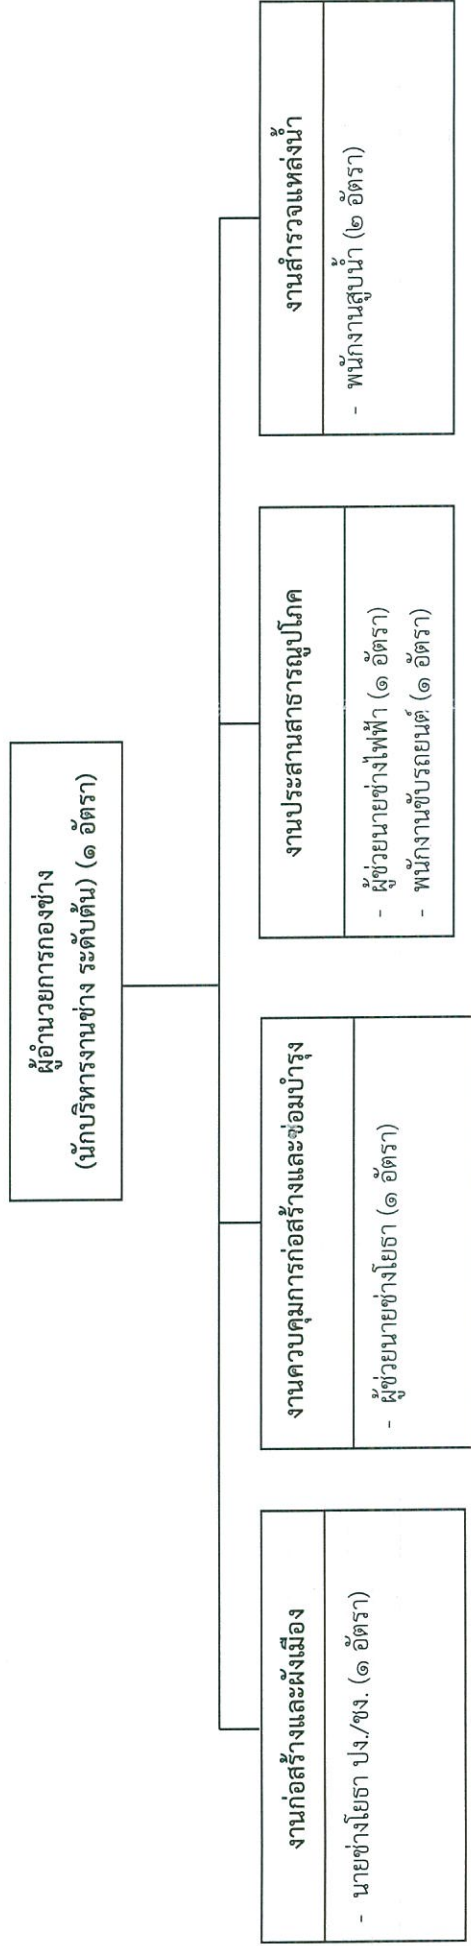 ผู้อำนวยการกองช่าง
(นักบริหารงานช่าง ระดับต้น) (๑ อัตรา)
งานก่อสร้างและผังเมือง
- นายช่างโยธา ปง./ชง. (๑ อัตรา)
งานควบคุมการก่อสร้างและซ่อมบำรุง
- ผู้ช่วยนายช่างโยธา (๑ อัตรา)
งานประสานสาธารณูปโภค
- ผู้ช่วยนายช่างไฟฟ้า (๑ อัตรา)
- พนักงานขับรถยนต์ (๑ อัตรา)
งานสำรวจแหล่งน้ำ
- พนักงานสูบน้ำ (๒ อัตรา)